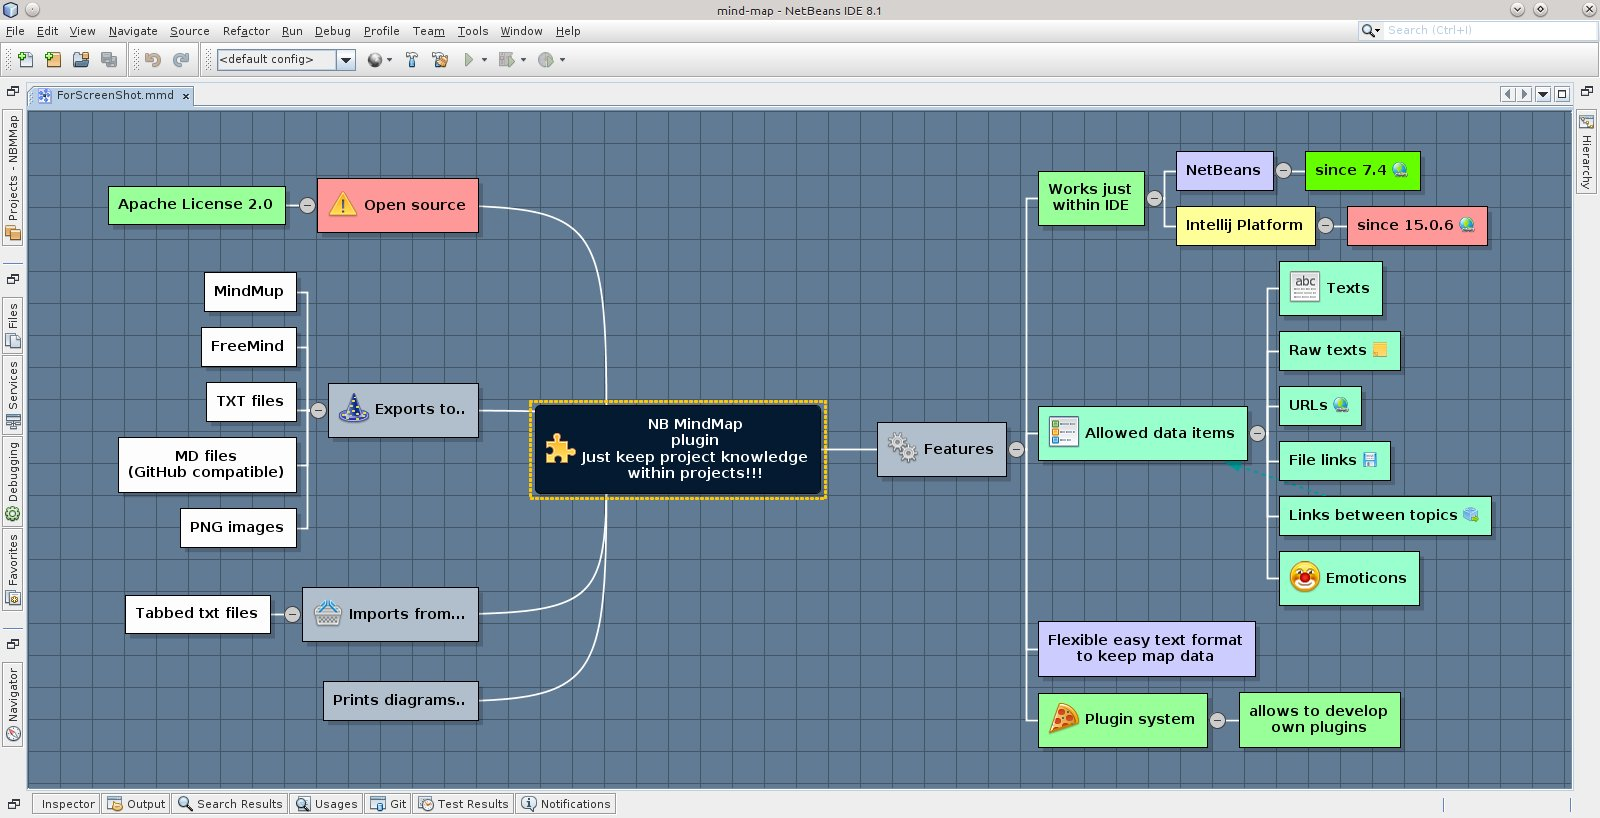 mind-map - NetBeans IDE 8.1
File Edit View Navigate Source Refactor Run Debug Profile Team Tools Window Help
Search (Ctrl+I)
<default config>
ForScreenShot.mmd
Projects - NBMMap
Files
Services
Debugging
Favorites
Navigator
Hierarchy
Apache License 2.0
Open source
MindMup
FreeMind
TXT files
MD files
(GitHub compatible)
PNG images
Exports to..
Tabbed txt files
Imports from...
Prints diagrams..
NB MindMap
plugin
Just keep project knowledge
within projects!!!
Features
Works just
within IDE
NetBeans
since 7.4
Intellij Platform
since 15.0.6
Allowed data items
abc
Texts
Raw texts
URLs
File links
Links between topics
Emoticons
Flexible easy text format
to keep map data
Plugin system
allows to develop
own plugins
Inspector
Output
Search Results
Usages
Git
Test Results
Notifications